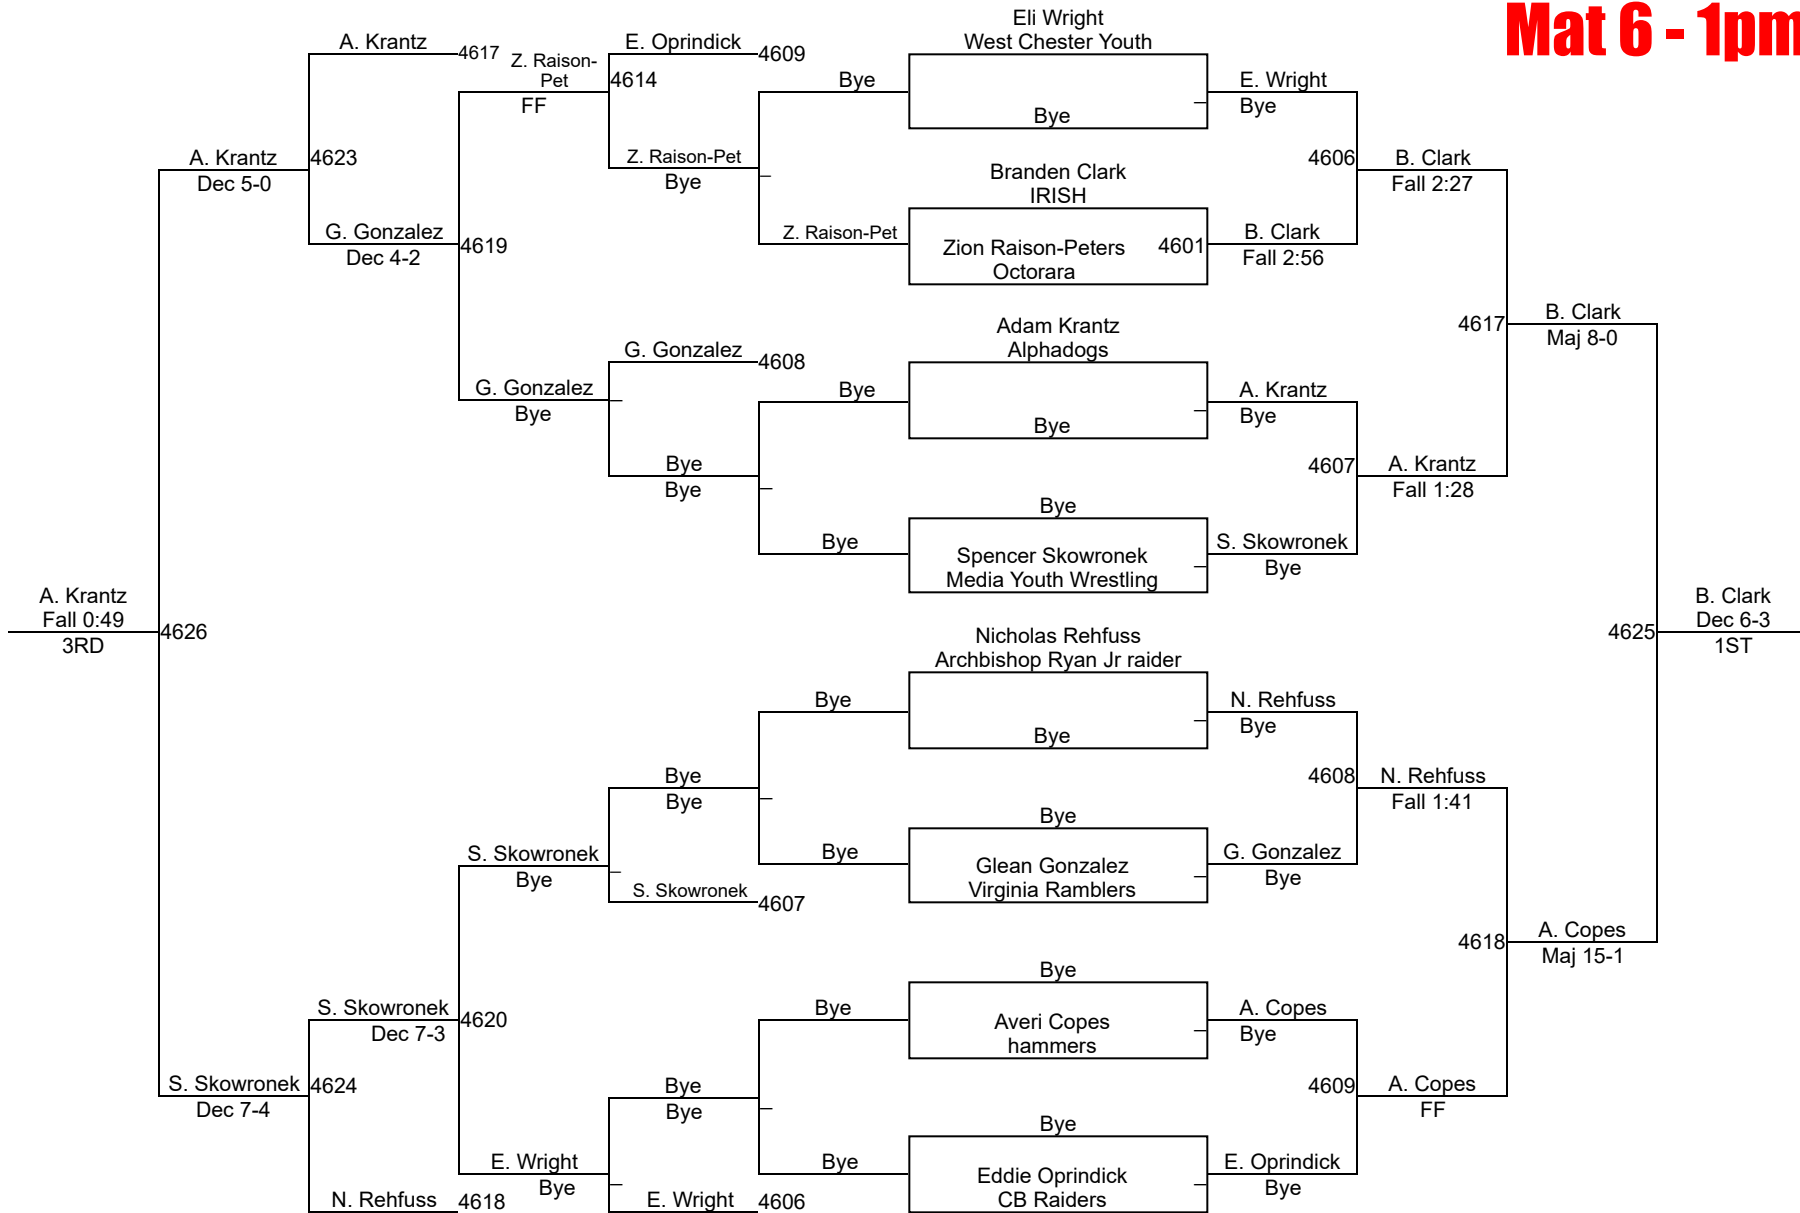 Mat 6 - 1pm
Eli Wright
West Chester Youth
A. Krantz
4617
Z. Raison-
Pet
FF
E. Oprindick
4609
4614
Bye
Bye
E. Wright
Bye
A. Krantz
Dec 5-0
4623
Z. Raison-Pet
Bye
Branden Clark
IRISH
4606
B. Clark
Fall 2:27
G. Gonzalez
Dec 4-2
4619
Z. Raison-Pet
Zion Raison-Peters
Octorara
4601
B. Clark
Fall 2:56
Adam Krantz
Alphadogs
4617
B. Clark
Maj 8-0
G. Gonzalez
4608
G. Gonzalez
Bye
Bye
Bye
A. Krantz
Bye
Bye
Bye
4607
A. Krantz
Fall 1:28
Bye
Bye
Spencer Skowronek
Media Youth Wrestling
S. Skowronek
Bye
A. Krantz
Fall 0:49
3RD
4626
4625
B. Clark
Dec 6-3
1ST
Nicholas Rehfuss
Archbishop Ryan Jr raider
Bye
Bye
N. Rehfuss
Bye
Bye
Bye
4608
N. Rehfuss
Fall 1:41
Bye
S. Skowronek
Bye
Bye
Glean Gonzalez
Virginia Ramblers
G. Gonzalez
Bye
S. Skowronek
4607
4618
A. Copes
Maj 15-1
Bye
S. Skowronek
Dec 7-3
4620
Bye
Averi Copes
hammers
A. Copes
Bye
S. Skowronek
Dec 7-4
4624
Bye
Bye
4609
A. Copes
FF
Bye
E. Wright
Bye
Bye
Eddie Oprindick
CB Raiders
E. Oprindick
Bye
N. Rehfuss
4618
E. Wright
4606